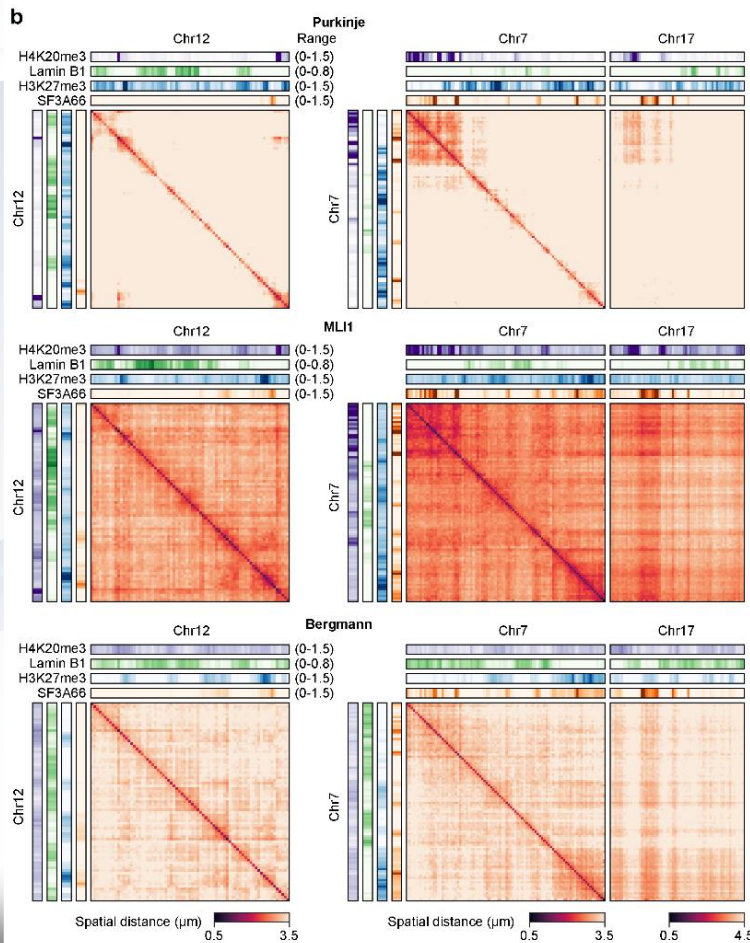 b
Purkinje
Chr12 Range Chr7 Chr17
H4K20me3 (0-1.5)
Lamin B1 (0-0.8)
H3K27me3 (0-1.5)
SF3A66 (0-1.5)
Chr12 Chr7
MLI1
Chr12 Chr7 Chr17
H4K20me3 (0-1.5)
Lamin B1 (0-0.8)
H3K27me3 (0-1.5)
SF3A66 (0-1.5)
Chr12 Chr7
Bergmann
Chr12 Chr7 Chr17
H4K20me3 (0-1.5)
Lamin B1 (0-0.8)
H3K27me3 (0-1.5)
SF3A66 (0-1.5)
Chr12 Chr7
Spatial distance (μm) 0.5 3.5 Spatial distance (μm) 0.5 3.5 0.5 4.5